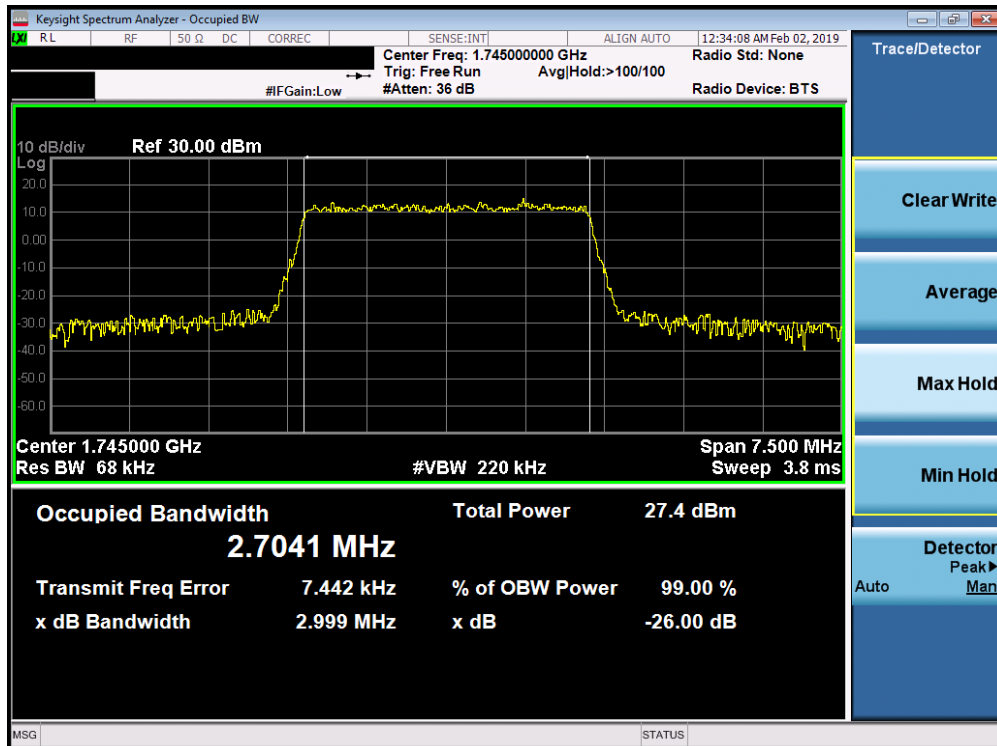 Keysight Spectrum Analyzer - Occupied BW
LXI RL RF 50 Ω DC CORREC SENSE:INT ALIGN AUTO 12:34:08 AM Feb 02, 2019
Center Freq: 1.745000000 GHz Radio Std: None
Trig: Free Run Avg|Hold:>100/100
#IFGain:Low #Atten: 36 dB Radio Device: BTS
10 dB/div Ref 30.00 dBm
Log
20.0
10.0
0.00
-10.0
-20.0
-30.0
-40.0
-50.0
-60.0
Center 1.745000 GHz Span 7.500 MHz
Res BW 68 kHz #VBW 220 kHz Sweep 3.8 ms
Occupied Bandwidth Total Power 27.4 dBm
2.7041 MHz
Transmit Freq Error 7.442 kHz % of OBW Power 99.00 %
x dB Bandwidth 2.999 MHz x dB -26.00 dB
MSG STATUS
Trace/Detector
Clear Write
Average
Max Hold
Min Hold
Detector
Peak▶
Auto Man